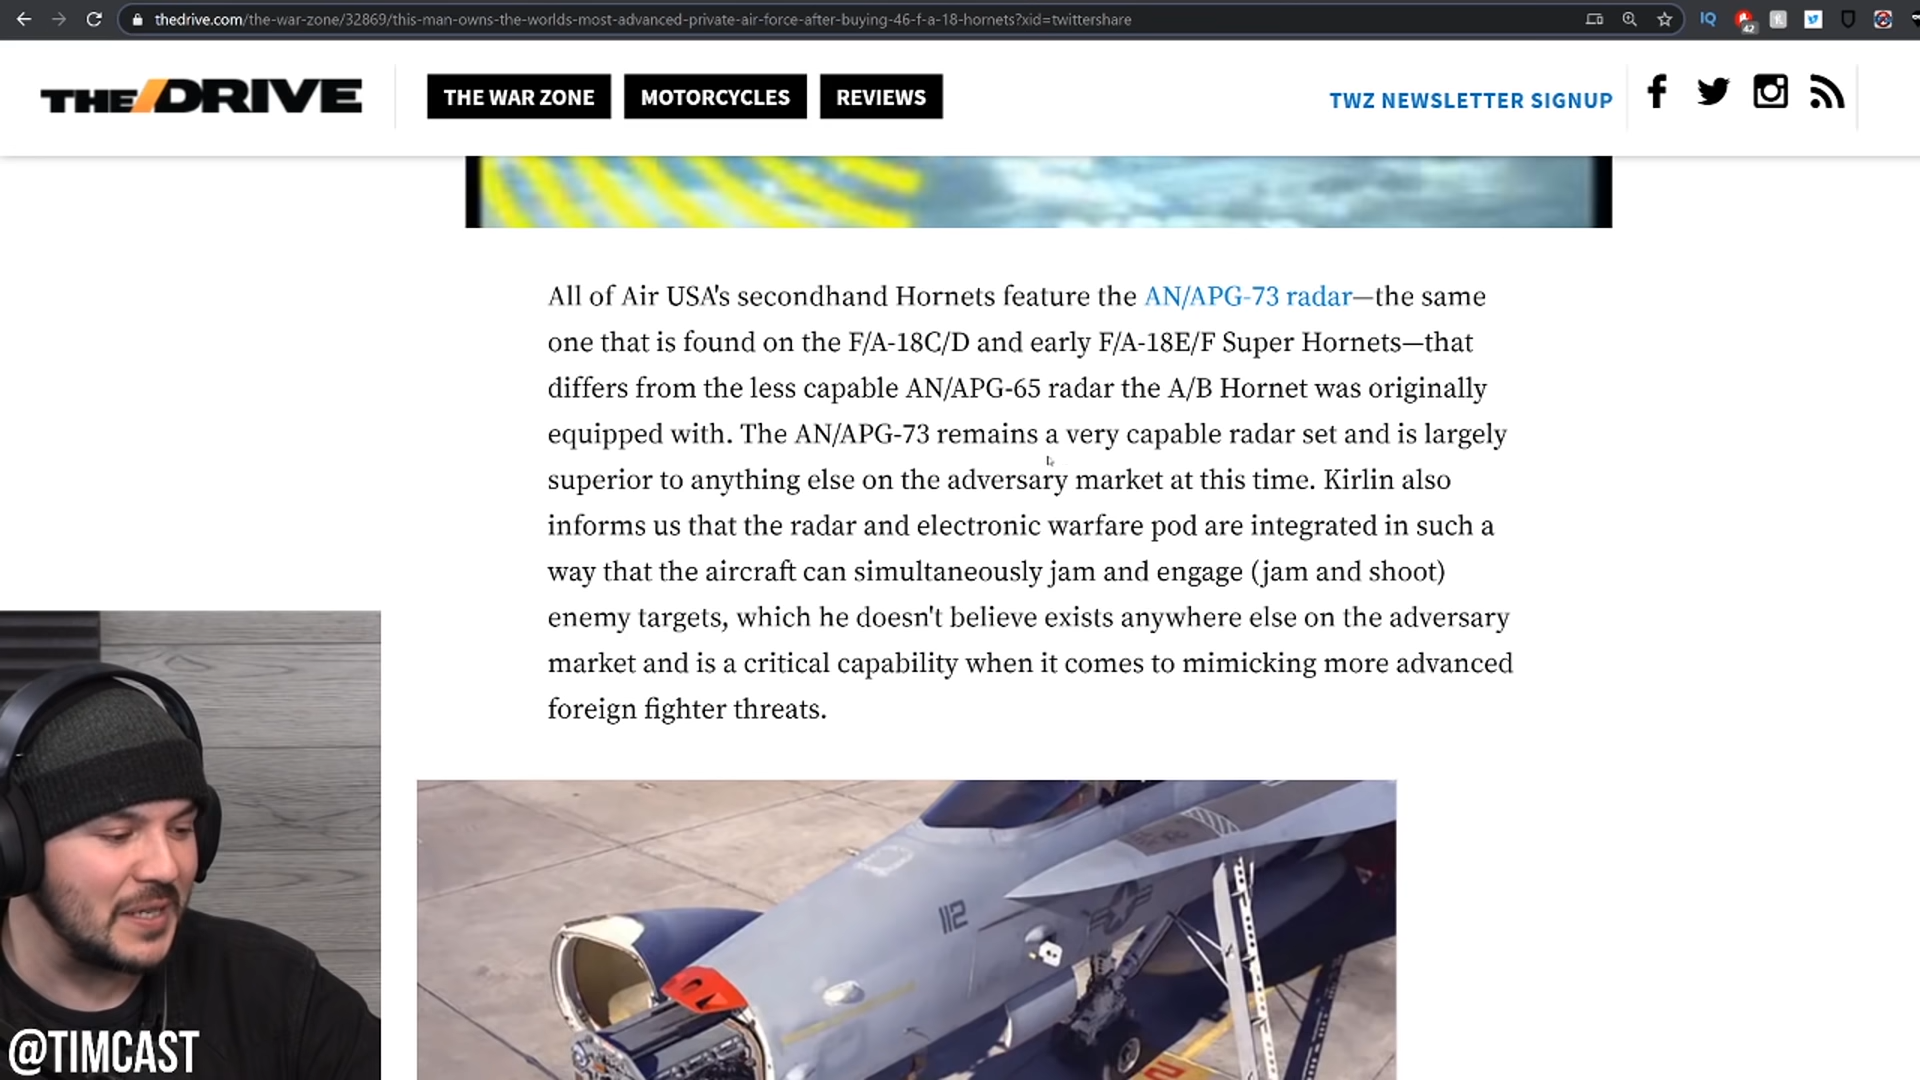 thedrive.com/the-war-zone/32869/this-man-owns-the-worlds-most-advanced-private-air-force-after-buying-46-f-a-18-hornets?xid=twittershare
IQ
42
THE/DRIVE
THE WAR ZONE
MOTORCYCLES
REVIEWS
TWZ NEWSLETTER SIGNUP
All of Air USA's secondhand Hornets feature the AN/APG-73 radar—the same
one that is found on the F/A-18C/D and early F/A-18E/F Super Hornets—that
differs from the less capable AN/APG-65 radar the A/B Hornet was originally
equipped with. The AN/APG-73 remains a very capable radar set and is largely
superior to anything else on the adversary market at this time. Kirlin also
informs us that the radar and electronic warfare pod are integrated in such a
way that the aircraft can simultaneously jam and engage (jam and shoot)
enemy targets, which he doesn't believe exists anywhere else on the adversary
market and is a critical capability when it comes to mimicking more advanced
foreign fighter threats.
112
2
@TIMCAST